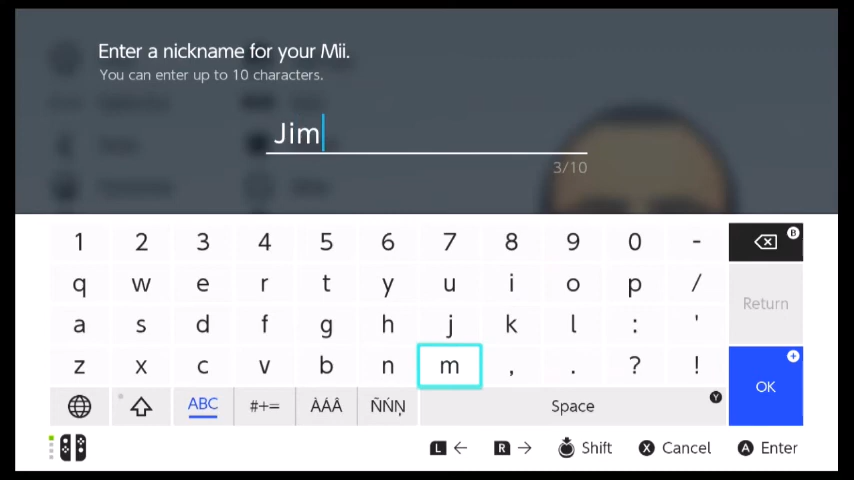 Enter a nickname for your Mii.
You can enter up to 10 characters.
Jim
3/10
1 2 3 4 5 6 7 8 9 0 - B
q w e r t y u i o p /
Return
a s d f g h j k l : '
z x c v b n m , . ? ! +
OK
ABC #+= ÀÁÂ ÑŃŅ Space Y
L ← R → Shift X Cancel A Enter